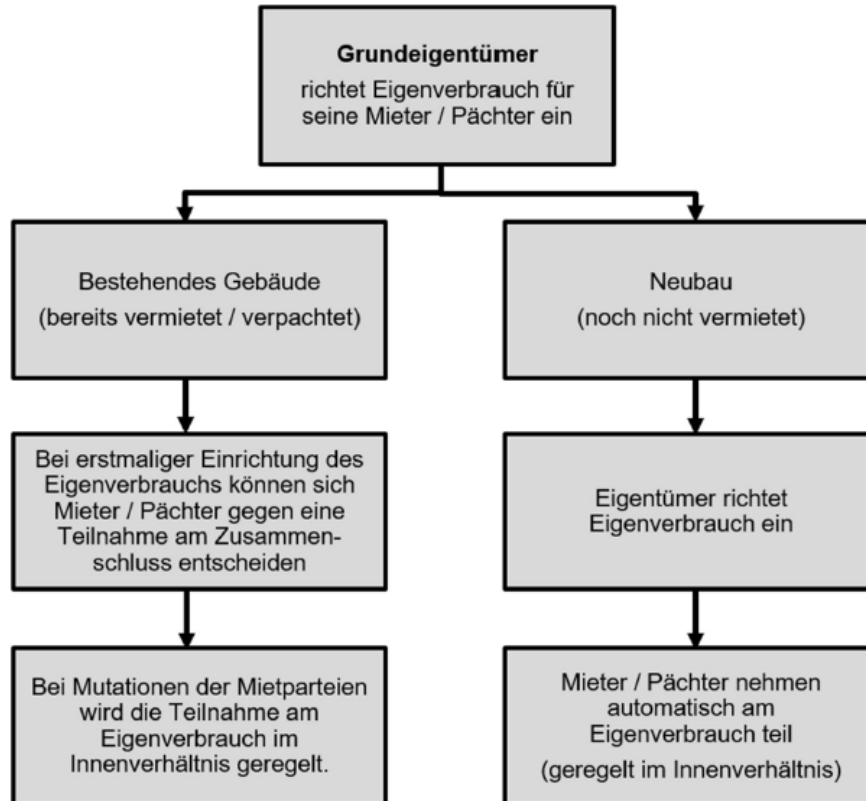 Grundeigentümer
richtet Eigenverbrauch für
seine Mieter / Pächter ein
Bestehendes Gebäude
(bereits vermietet / verpachtet)
Neubau
(noch nicht vermietet)
Bei erstmaliger Einrichtung des
Eigenverbrauchs können sich
Mieter / Pächter gegen eine
Teilnahme am Zusammen-
schluss entscheiden
Eigentümer richtet
Eigenverbrauch ein
Bei Mutationen der Mietparteien
wird die Teilnahme am
Eigenverbrauch im
Innenverhältnis geregelt.
Mieter / Pächter nehmen
automatisch am
Eigenverbrauch teil
(geregelt im Innenverhältnis)